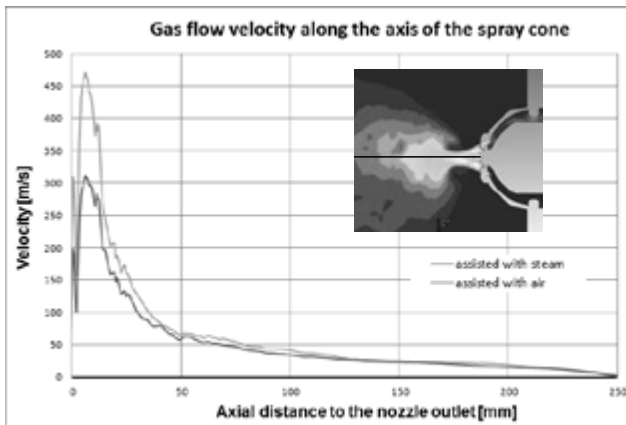 Gas flow velocity along the axis of the spray cone
500
450
400
350
300
250
200
150
100
50
0
Velocity [m/s]
assisted with steam
assisted with air
0 50 100 150 200 250
Axial distance to the nozzle outlet [mm]